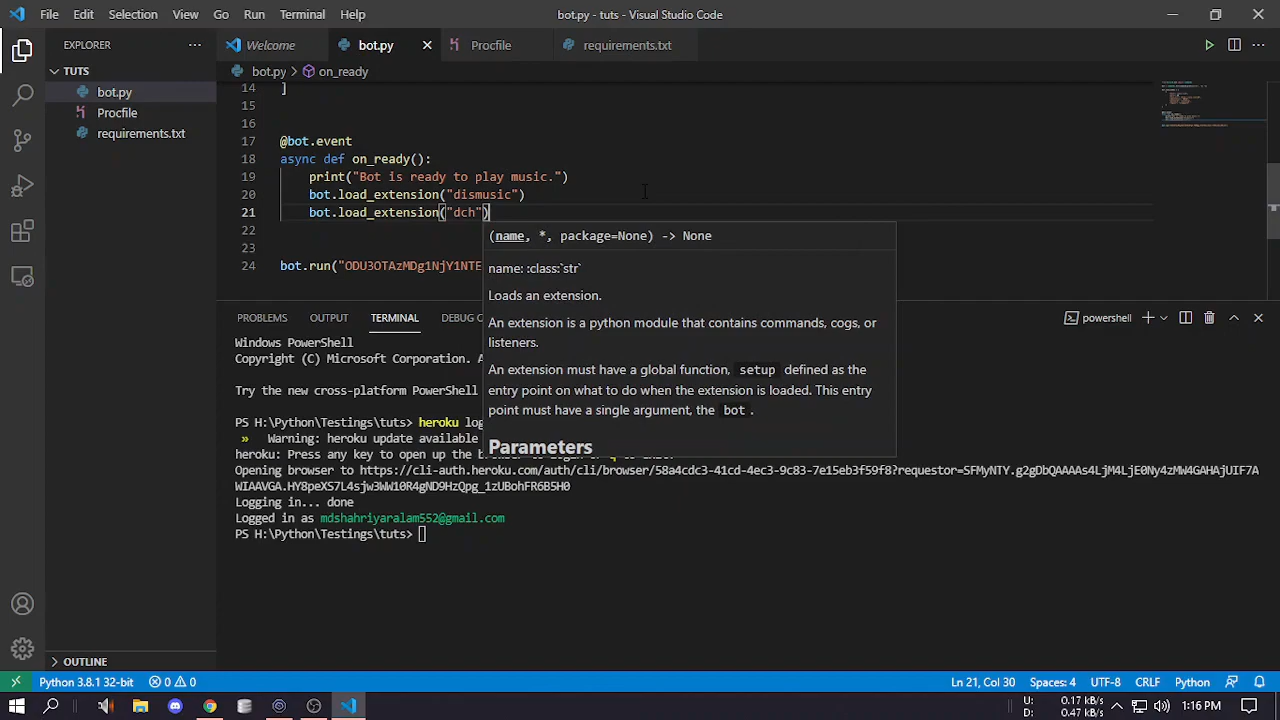 File Edit Selection View Go Run Terminal Help bot.py - tuts - Visual Studio Code
EXPLORER ··· Welcome bot.py Procfile requirements.txt
TUTS
bot.py > on_ready
bot.py
Procfile
requirements.txt
14 ]
15
16
17 @bot.event
18 async def on_ready():
19 print("Bot is ready to play music.")
20 bot.load_extension("dismusic")
21 bot.load_extension("dch")
22
23
24 bot.run("ODU3OTAzMDg1NjY1NTE
(name, *, package=None) -> None
name: :class:`str`
Loads an extension.
An extension is a python module that contains commands, cogs, or
listeners.
An extension must have a global function, setup defined as the
entry point on what to do when the extension is loaded. This entry
point must have a single argument, the bot .
Parameters
PROBLEMS OUTPUT TERMINAL DEBUG C powershell
Windows PowerShell
Copyright (C) Microsoft Corporation. A
Try the new cross-platform PowerShell
PS H:\Python\Testings\tuts> heroku log
» Warning: heroku update available
heroku: Press any key to open up the
Opening browser to https://cli-auth.heroku.com/auth/cli/browser/58a4cdc3-41cd-4ec3-9c83-7e15eb3f59f8?requestor=SFMyNTY.g2gDbQAAAAs4LjM4LjE0Ny4zMW4GAHAjUIF7A
WIAAVGA.HY8peXS7L4sjw3WW10R4gND9HzQpg_1zUBohFR6B5H0
Logging in... done
Logged in as mdshahriyaralam552@gmail.com
PS H:\Python\Testings\tuts>
OUTLINE
Python 3.8.1 32-bit 0 0 Ln 21, Col 30 Spaces: 4 UTF-8 CRLF Python
U: 0.17 kB/s
D: 0.47 kB/s
1:16 PM